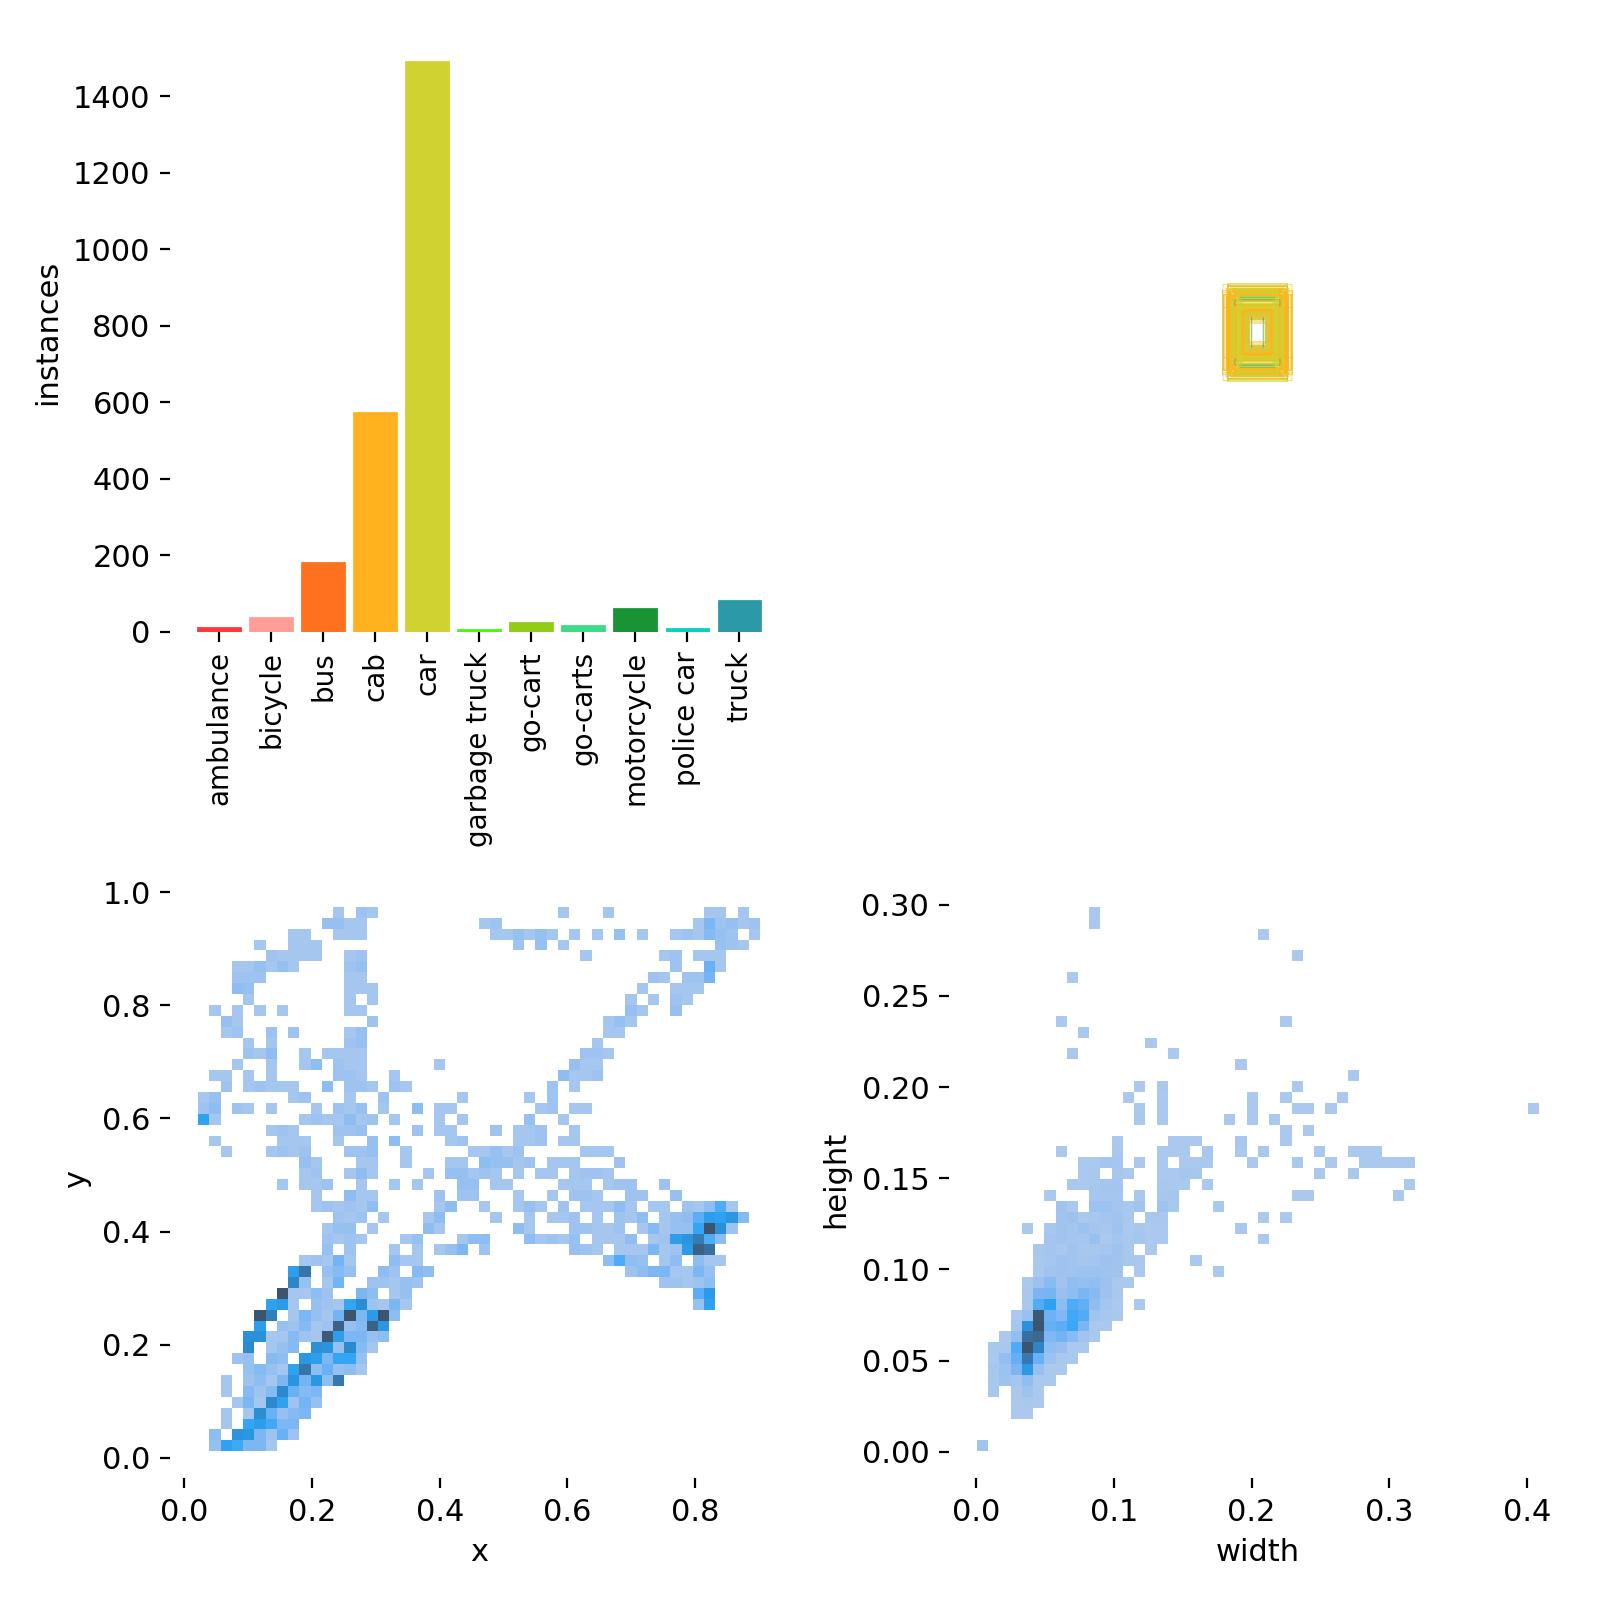 instances
1400
1200
1000
800
600
400
200
0
ambulance
bicycle
bus
cab
car
garbage truck
go-cart
go-carts
motorcycle
police car
truck
y
1.0
0.8
0.6
0.4
0.2
0.0
0.0 0.2 0.4 0.6 0.8
x
height
0.30
0.25
0.20
0.15
0.10
0.05
0.00
0.0 0.1 0.2 0.3 0.4
width